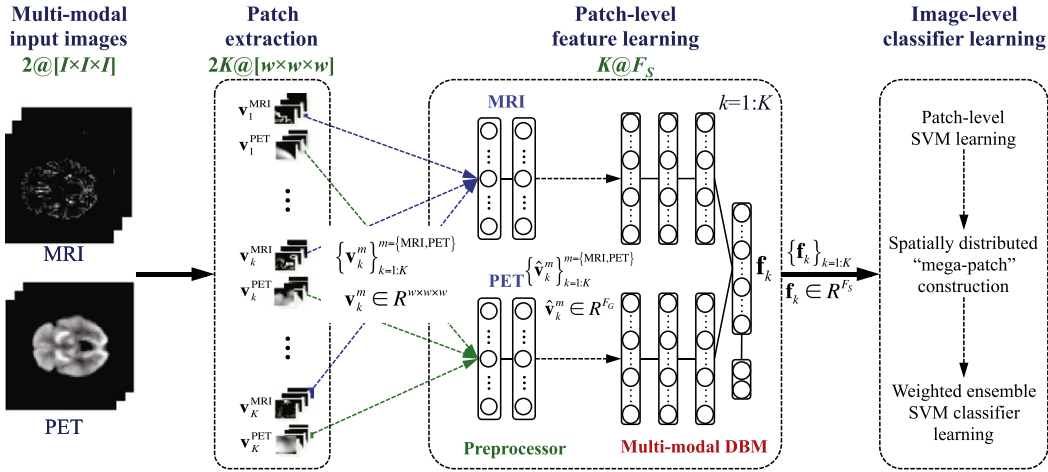 Multi-modal
input images
2@[I×I×I]
MRI
PET
Patch
extraction
2K@[w×w×w]
v₁^MRI
v₁^PET
v_k^MRI
v_k^PET
v_K^MRI
v_K^PET
{v_k^m}_{k=1:K}^{m={MRI,PET}}
v_k^m ∈ R^{w×w×w}
Patch-level
feature learning
K@F_S
MRI
k=1:K
PET
{v̂_k^m}_{k=1:K}^{m={MRI,PET}}
v̂_k^m ∈ R^{F_G}
f_k
Preprocessor
Multi-modal DBM
{f_k}_{k=1:K}
f_k ∈ R^{F_S}
Image-level
classifier learning
Patch-level
SVM learning
Spatially distributed
“mega-patch”
construction
Weighted ensemble
SVM classifier
learning